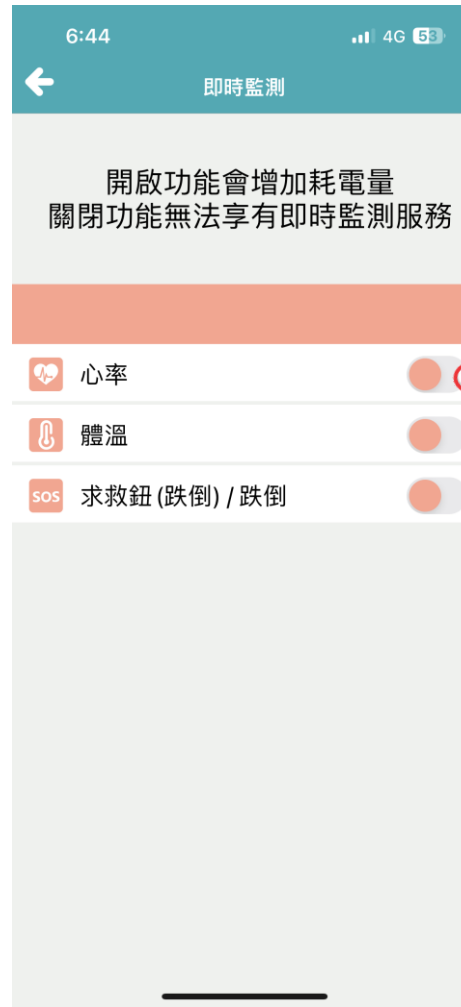 6:44
4G 53
即時監測
開啟功能會增加耗電量
關閉功能無法享有即時監測服務
心率
體溫
SOS 求救鈕 (跌倒) / 跌倒